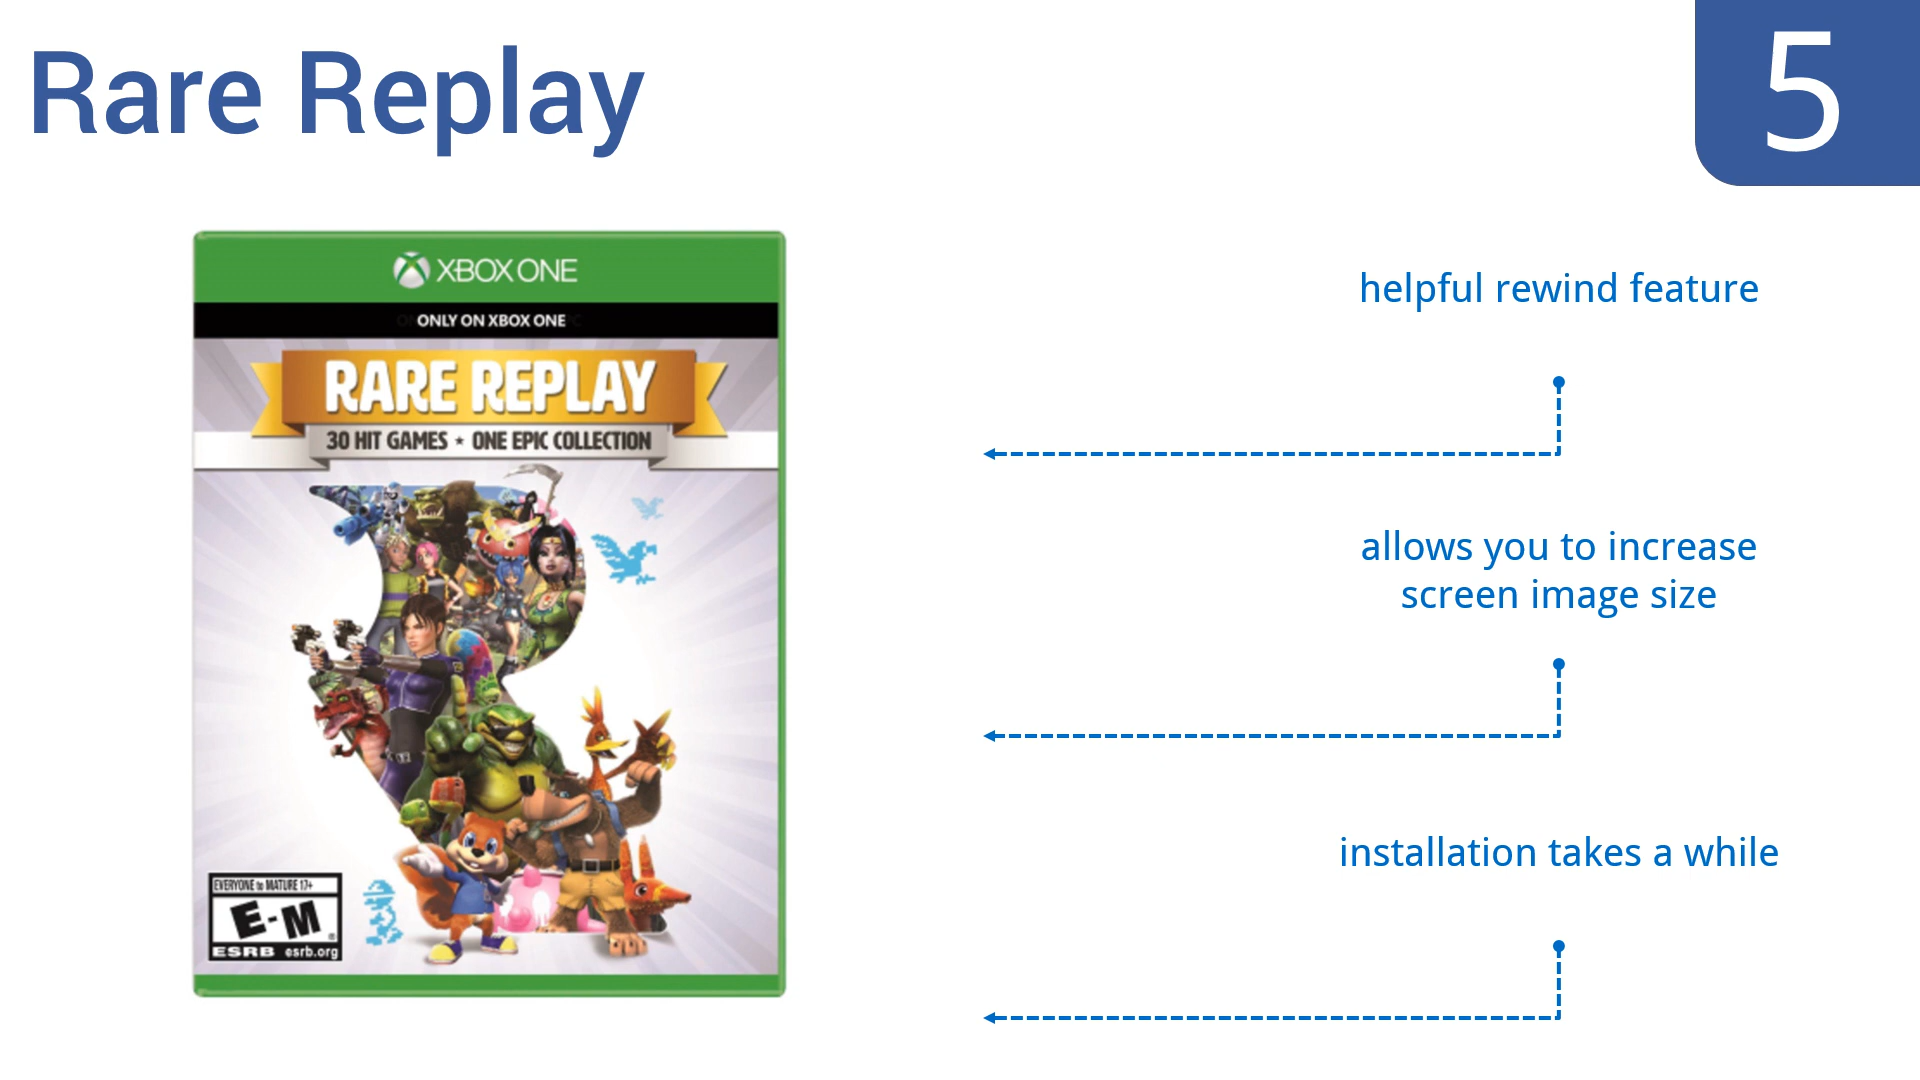 Rare Replay
5
XBOX ONE
ONLY ON XBOX ONE
RARE REPLAY
30 HIT GAMES ★ ONE EPIC COLLECTION
EVERYONE to MATURE 17+
E-M
ESRB esrb.org
helpful rewind feature
allows you to increase
screen image size
installation takes a while